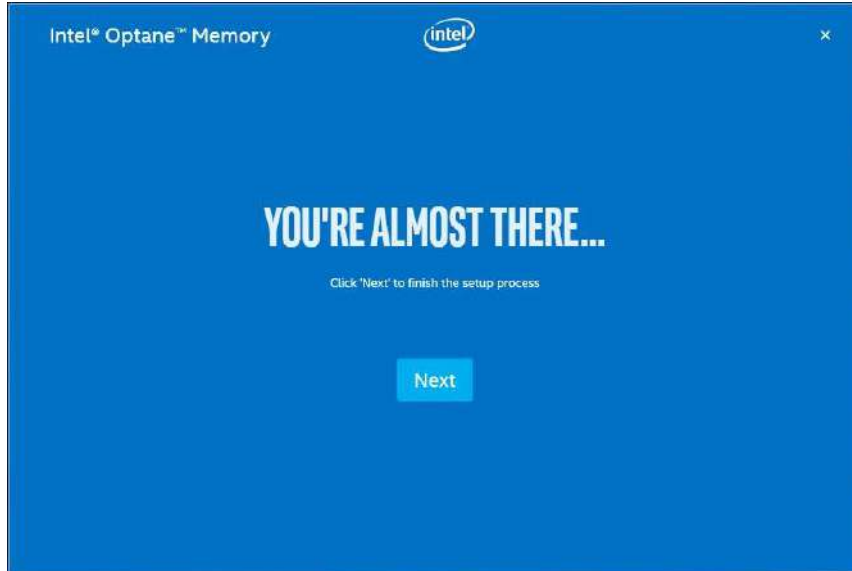 Intel® Optane™ Memory
intel
×
YOU'RE ALMOST THERE...
Click 'Next' to finish the setup process
Next